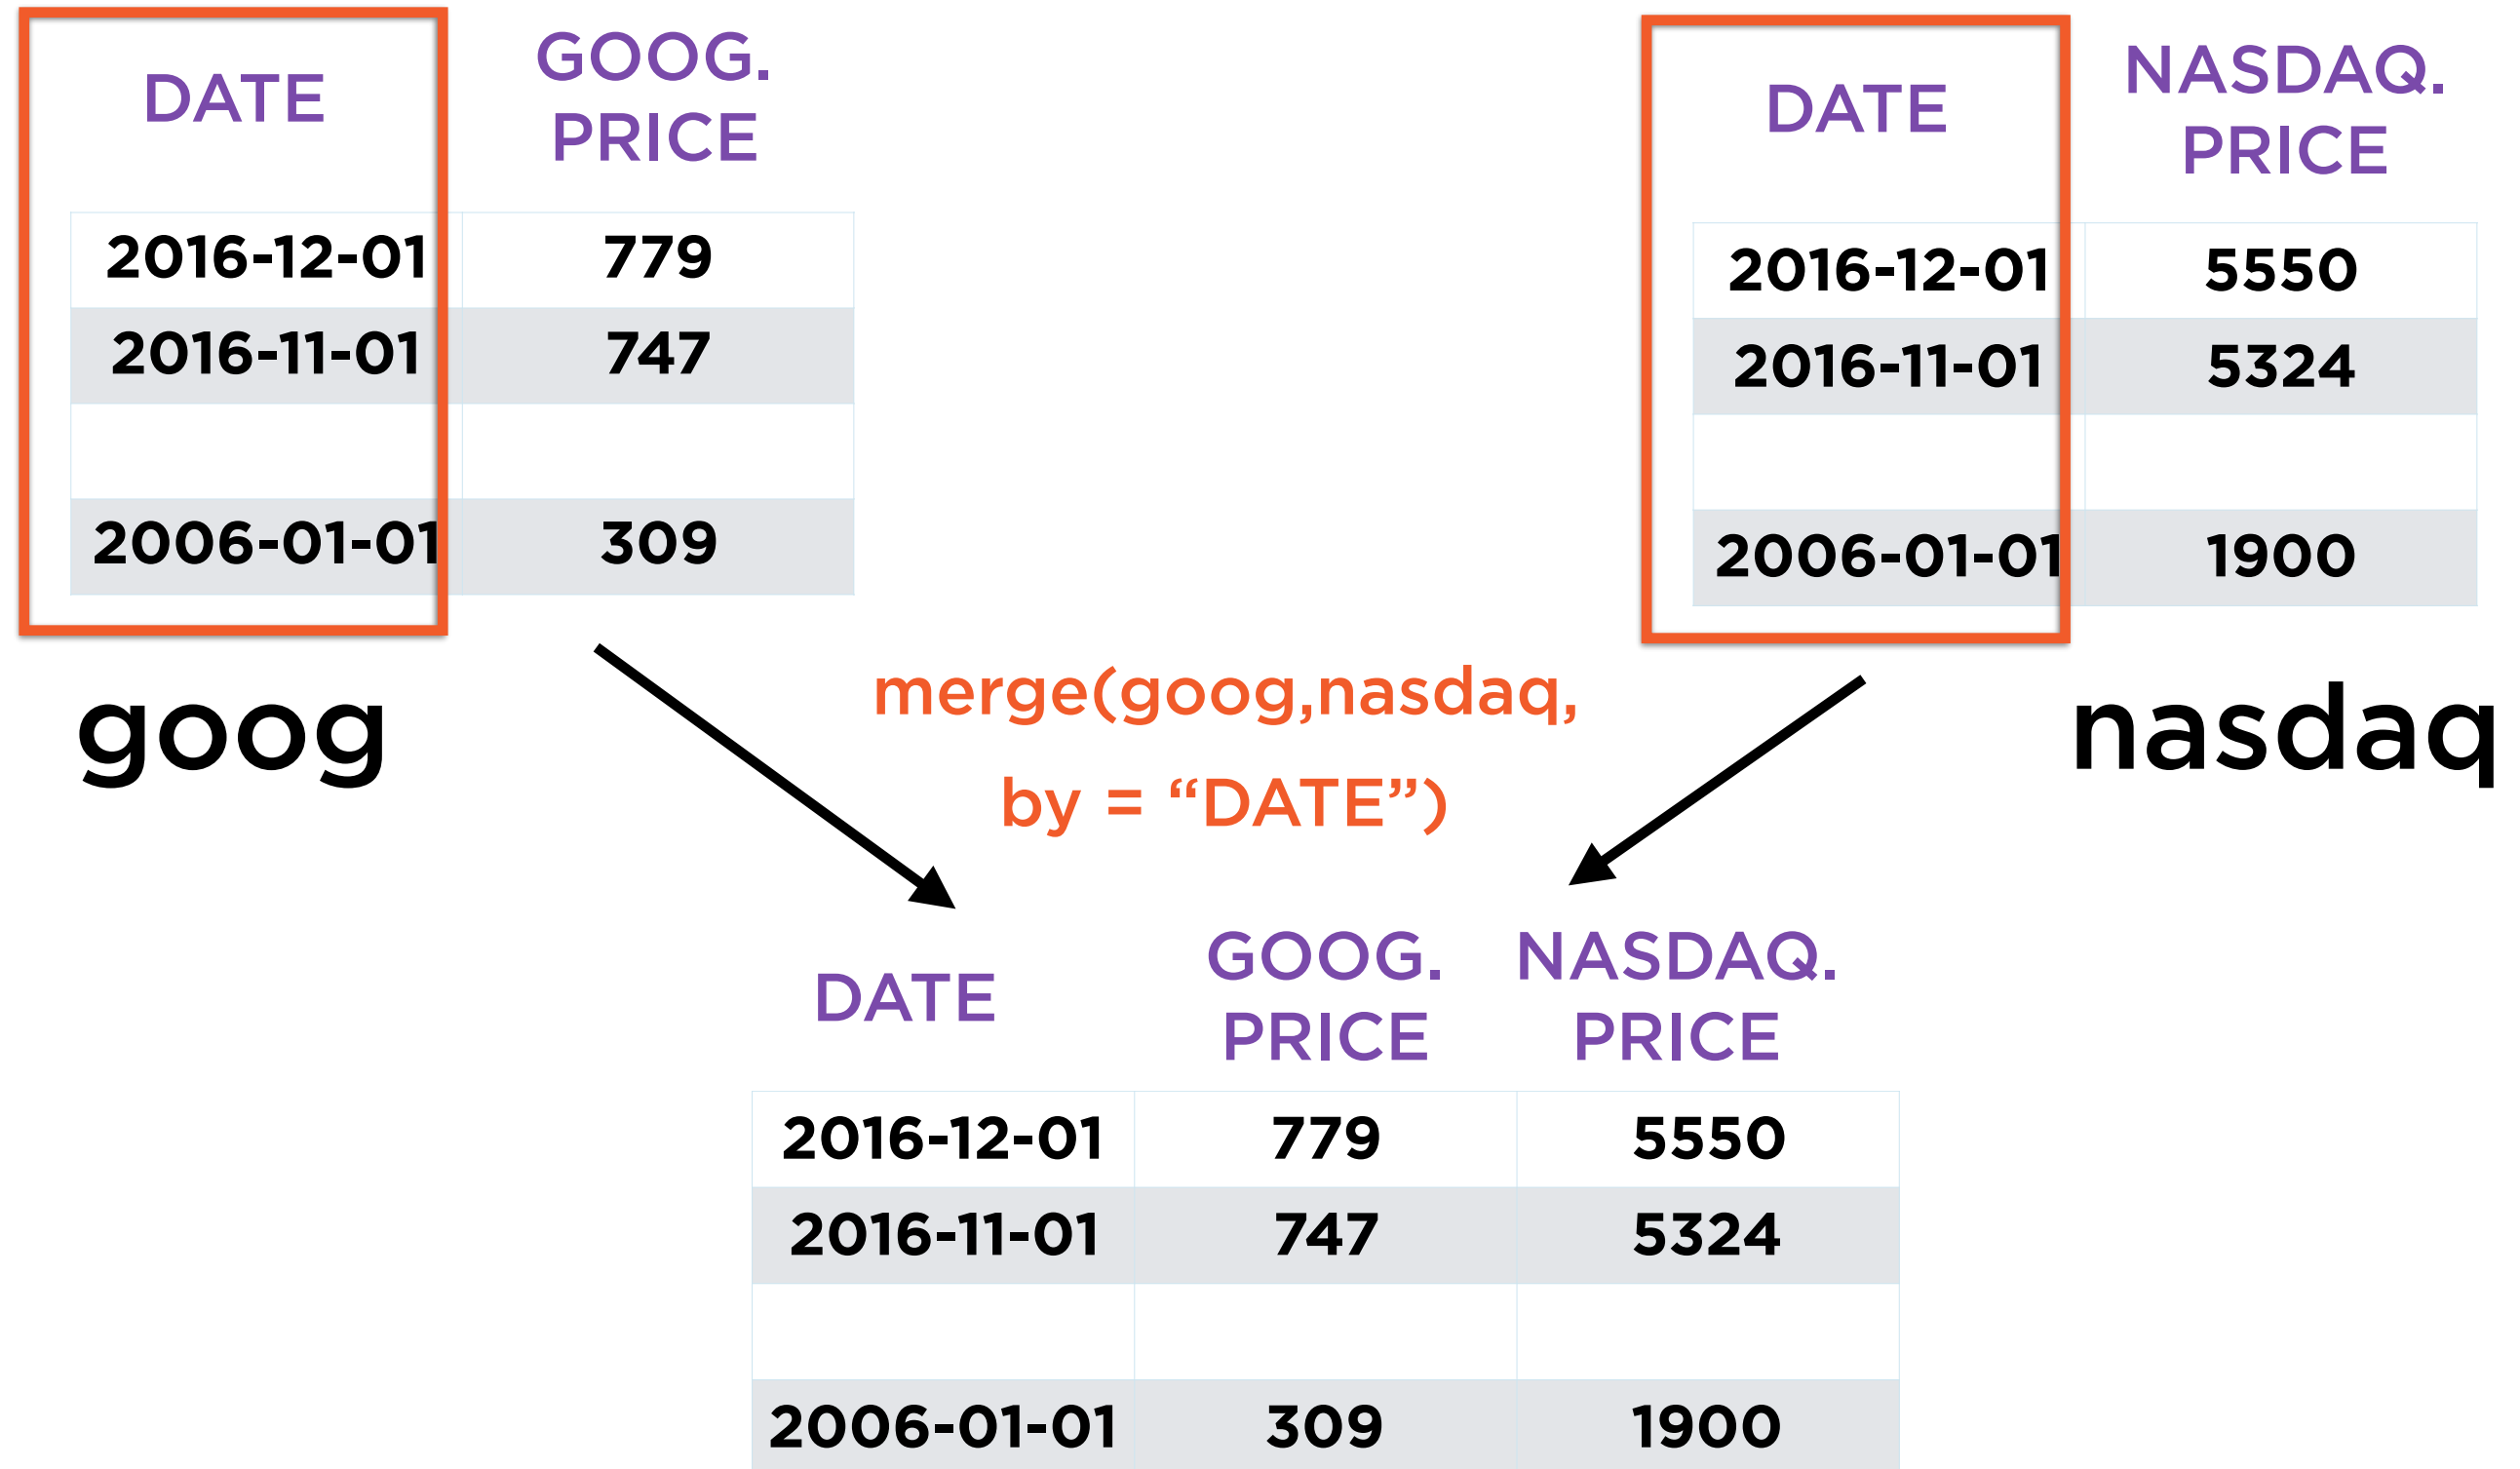 DATE
GOOG.
PRICE
2016-12-01 779
2016-11-01 747
2006-01-01 309
goog
DATE
NASDAQ.
PRICE
2016-12-01 5550
2016-11-01 5324
2006-01-01 1900
nasdaq
merge(goog,nasdaq,
by = “DATE”)
DATE
GOOG.
PRICE
NASDAQ.
PRICE
2016-12-01 779 5550
2016-11-01 747 5324
2006-01-01 309 1900